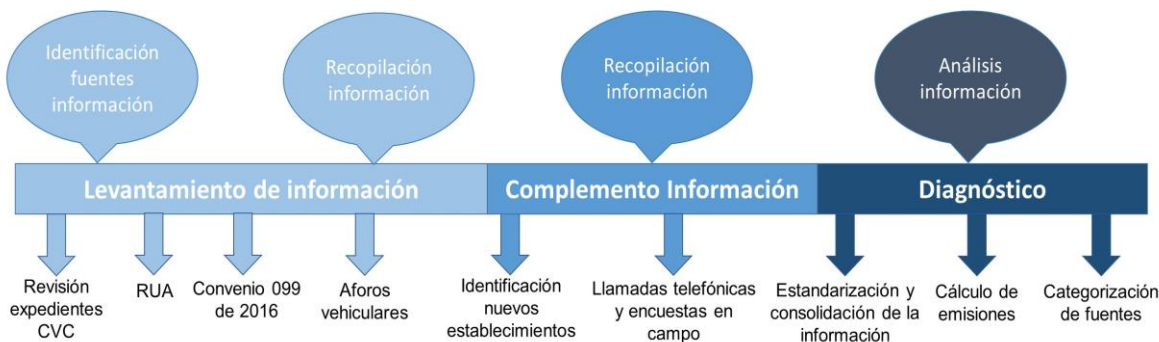 Identificación
fuentes
información
Recopilación
información
Recopilación
información
Análisis
información
Levantamiento de información
Complemento Información
Diagnóstico
Revisión
expedientes
CVC
RUA
Convenio 099
de 2016
Aforos
vehiculares
Identificación
nuevos
establecimientos
Llamadas telefónicas
y encuestas en
campo
Estandarización y
consolidación de la
información
Cálculo de
emisiones
Categorización
de fuentes